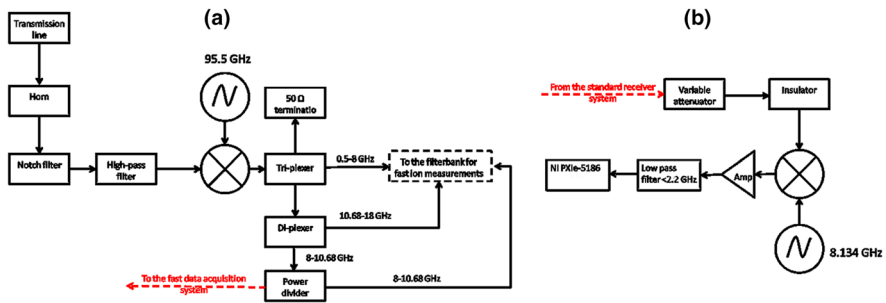 (a)
Transmission
line
95.5 GHz
Horn
50 Ω
terminatio
Notch filter
High-pass
filter
Tri-plexer
0.5-8GHz
To the filterbank for
fast ion measurements
Di-plexer
10.68-18 GHz
8-10.68 GHz
To the fast data acquisition
system
Power
divider
8-10.68 GHz
(b)
From the standard receiver
system
Variable
attenuator
Insulator
NI PXIe-5186
Low pass
filter<2.2 GHz
Amp
8.134 GHz